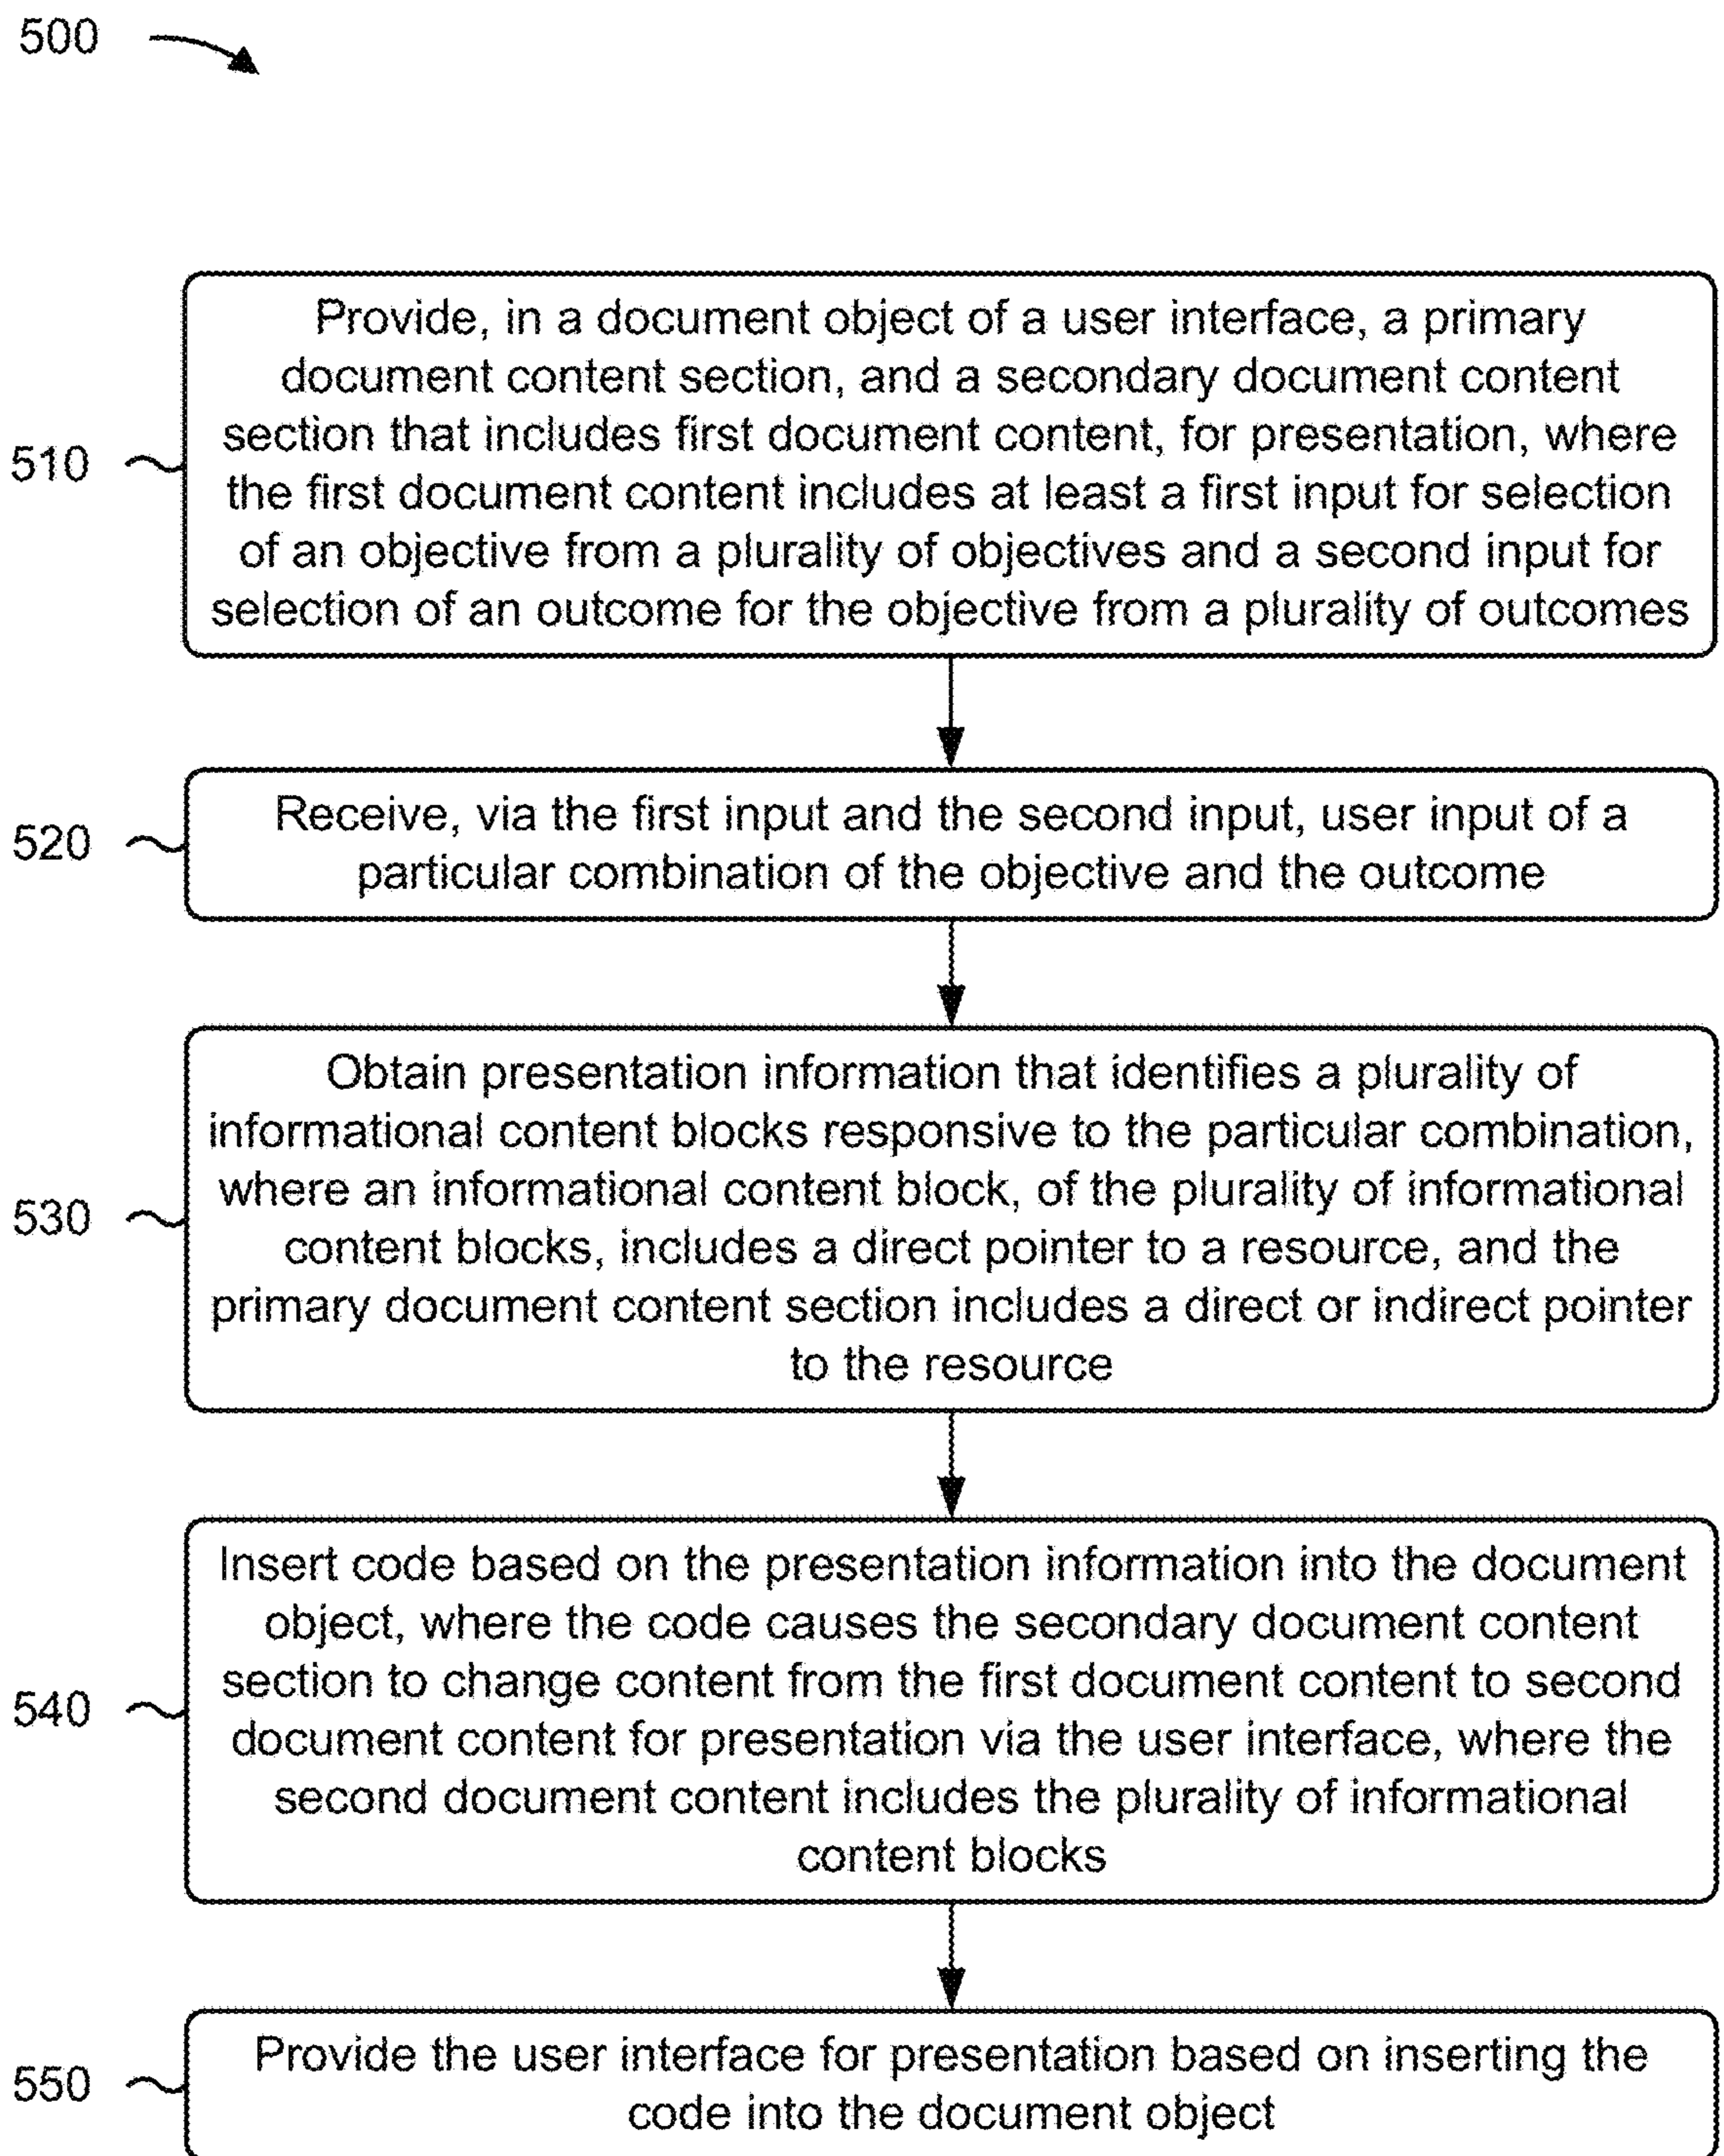 500
Provide, in a document object of a user interface, a primary
document content section, and a secondary document content
section that includes first document content, for presentation, where
the first document content includes at least a first input for selection
of an objective from a plurality of objectives and a second input for
selection of an outcome for the objective from a plurality of outcomes
510
Receive, via the first input and the second input, user input of a
particular combination of the objective and the outcome
520
Obtain presentation information that identifies a plurality of
informational content blocks responsive to the particular combination,
where an informational content block, of the plurality of informational
content blocks, includes a direct pointer to a resource, and the
primary document content section includes a direct or indirect pointer
to the resource
530
Insert code based on the presentation information into the document
object, where the code causes the secondary document content
section to change content from the first document content to second
document content for presentation via the user interface, where the
second document content includes the plurality of informational
content blocks
540
Provide the user interface for presentation based on inserting the
code into the document object
550